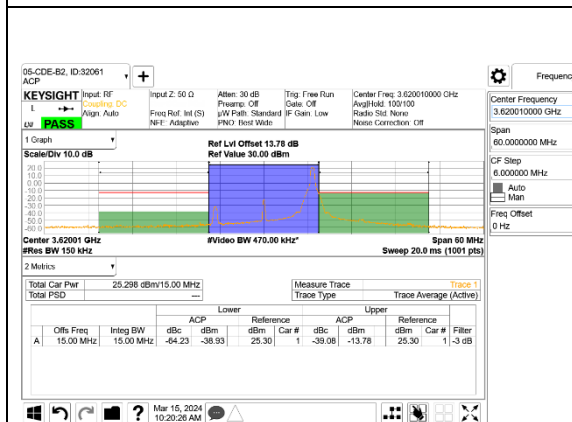 05-CDE-B2, ID:32061
ACP
KEYSIGHT Input: RF Input Z: 50 Ω Atten: 30 dB Trig: Free Run Center Freq: 3.620010000 GHz
Coupling: DC Preamp: Off Gate: Off Avg|Hold: 100/100
Align: Auto Freq Ref: Int (S) µW Path: Standard IF Gain: Low Radio Std: None
NFE: Adaptive PNO: Best Wide Noise Correction: Off
PASS
Frequenc
Center Frequency
3.620010000 GHz
Span
60.0000000 MHz
CF Step
6.000000 MHz
Auto
Man
Freq Offset
0 Hz
1 Graph
Scale/Div 10.0 dB
Ref Lvl Offset 13.78 dB
Ref Value 30.00 dBm
20.0
10.0
0.00
-10.0
-20.0
-30.0
-40.0
-50.0
-60.0
Center 3.62001 GHz #Video BW 470.00 kHz* Span 60 MHz
#Res BW 150 kHz Sweep 20.0 ms (1001 pts)
2 Metrics
Total Car Pwr 25.298 dBm/15.00 MHz Measure Trace Trace 1
Total PSD --- Trace Type Trace Average (Active)
Lower Upper
ACP Reference ACP Reference
Offs Freq Integ BW dBc dBm dBm Car # dBc dBm dBm Car # Filter
A 15.00 MHz 15.00 MHz -64.23 -38.93 25.30 1 -39.08 -13.78 25.30 1 -3 dB
Mar 15, 2024
10:20:26 AM